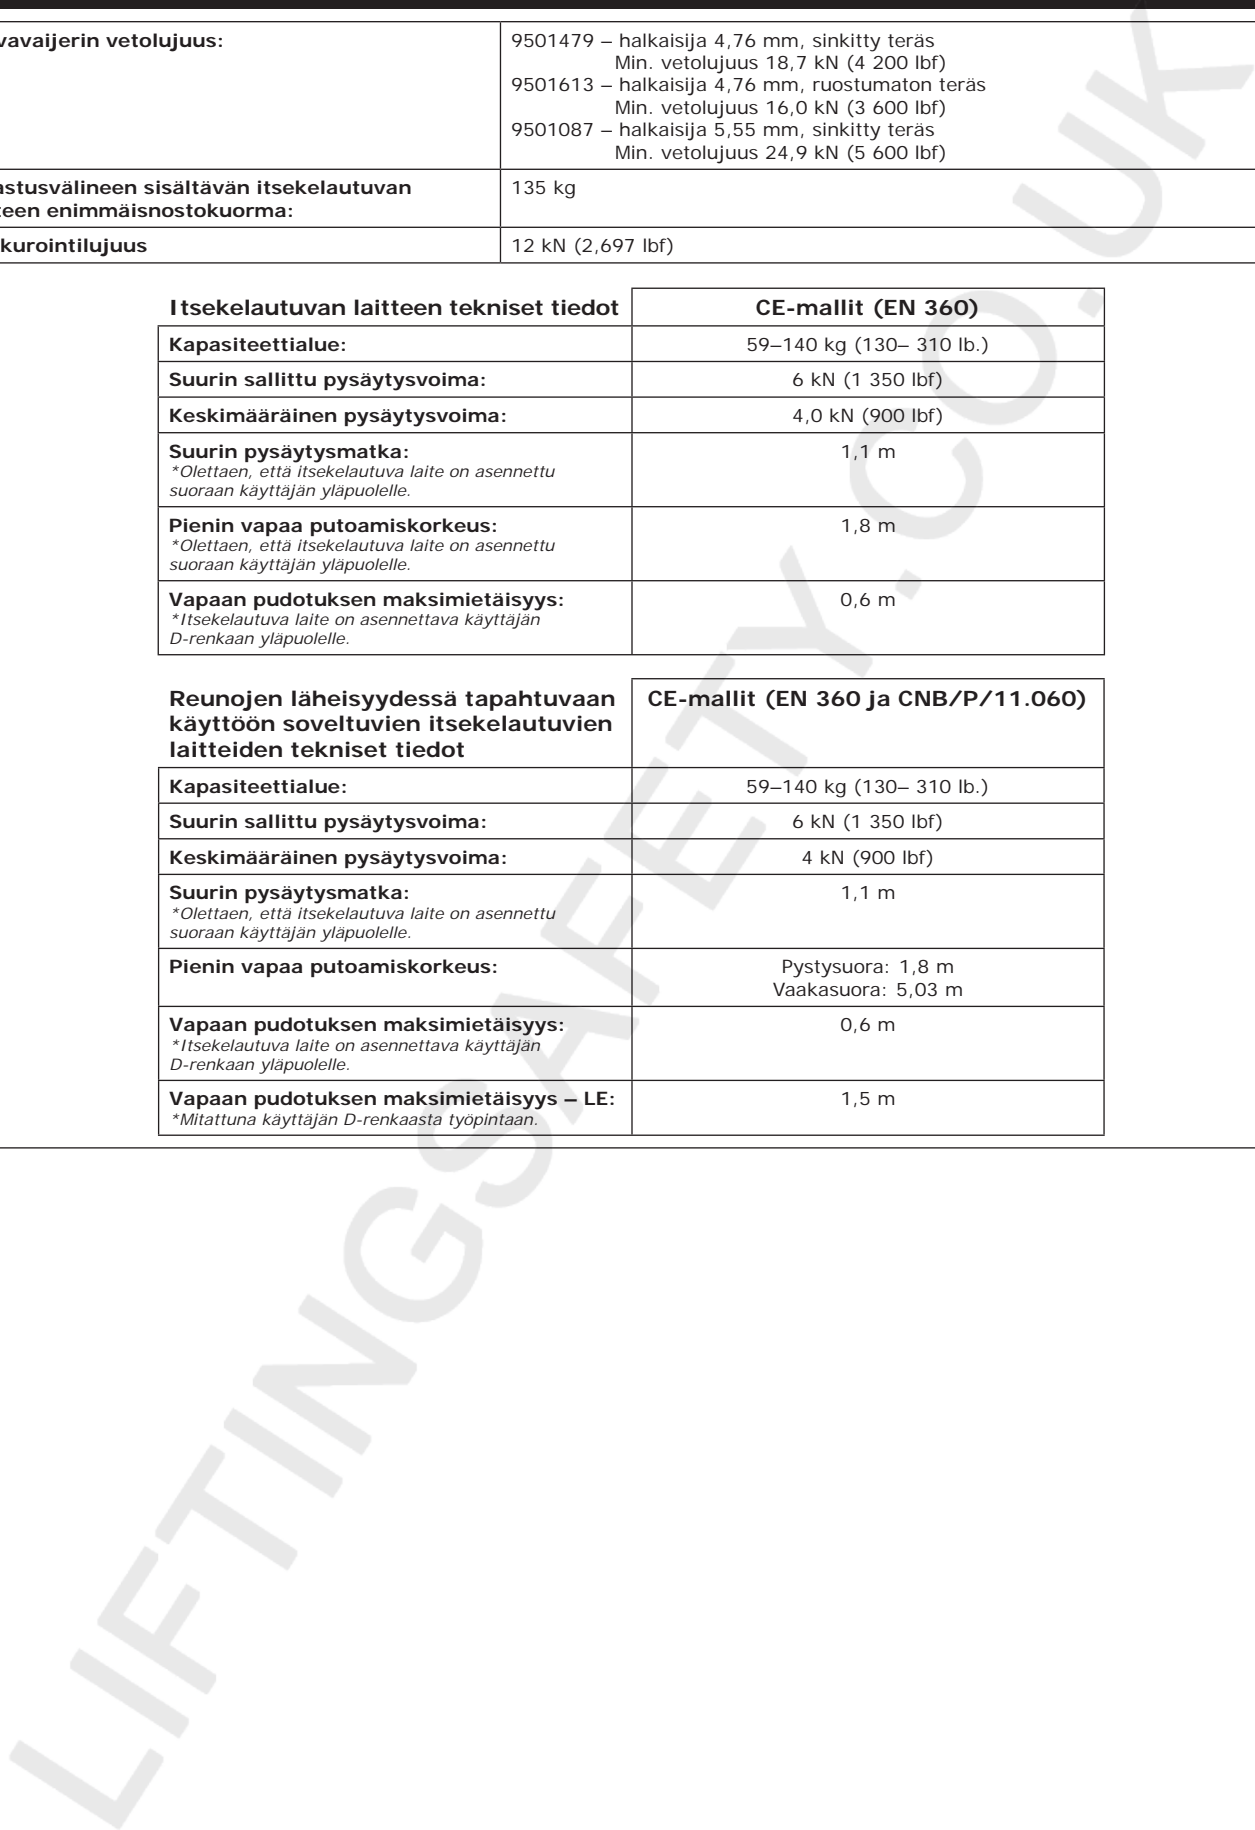 vavaijerin vetolujuus:
9501479 – halkaisija 4,76 mm, sinkitty teräs
Min. vetolujuus 18,7 kN (4 200 lbf)
9501613 – halkaisija 4,76 mm, ruostumaton teräs
Min. vetolujuus 16,0 kN (3 600 lbf)
9501087 – halkaisija 5,55 mm, sinkitty teräs
Min. vetolujuus 24,9 kN (5 600 lbf)
astusvälineen sisältävän itsekelautuvan
teen enimmäisnostokuorma:
135 kg
kurointilujuus
12 kN (2,697 lbf)
Itsekelautuvan laitteen tekniset tiedot
CE-mallit (EN 360)
Kapasiteettialue:
59–140 kg (130– 310 lb.)
Suurin sallittu pysäytysvoima:
6 kN (1 350 lbf)
Keskimääräinen pysäytysvoima:
4,0 kN (900 lbf)
Suurin pysäytysmatka:
*Olettaen, että itsekelautuva laite on asennettu
suoraan käyttäjän yläpuolelle.
1,1 m
Pienin vapaa putoamiskorkeus:
*Olettaen, että itsekelautuva laite on asennettu
suoraan käyttäjän yläpuolelle.
1,8 m
Vapaan pudotuksen maksimietäisyys:
*Itsekelautuva laite on asennettava käyttäjän
D-renkaan yläpuolelle.
0,6 m
Reunojen läheisyydessä tapahtuvaan
käyttöön soveltuvien itsekelautuvien
laitteiden tekniset tiedot
CE-mallit (EN 360 ja CNB/P/11.060)
Kapasiteettialue:
59–140 kg (130– 310 lb.)
Suurin sallittu pysäytysvoima:
6 kN (1 350 lbf)
Keskimääräinen pysäytysvoima:
4 kN (900 lbf)
Suurin pysäytysmatka:
*Olettaen, että itsekelautuva laite on asennettu
suoraan käyttäjän yläpuolelle.
1,1 m
Pienin vapaa putoamiskorkeus:
Pystysuora: 1,8 m
Vaakasuora: 5,03 m
Vapaan pudotuksen maksimietäisyys:
*Itsekelautuva laite on asennettava käyttäjän
D-renkaan yläpuolelle.
0,6 m
Vapaan pudotuksen maksimietäisyys – LE:
*Mitattuna käyttäjän D-renkaasta työpintaan.
1,5 m
LIFTINGSAFETY.CO.UK